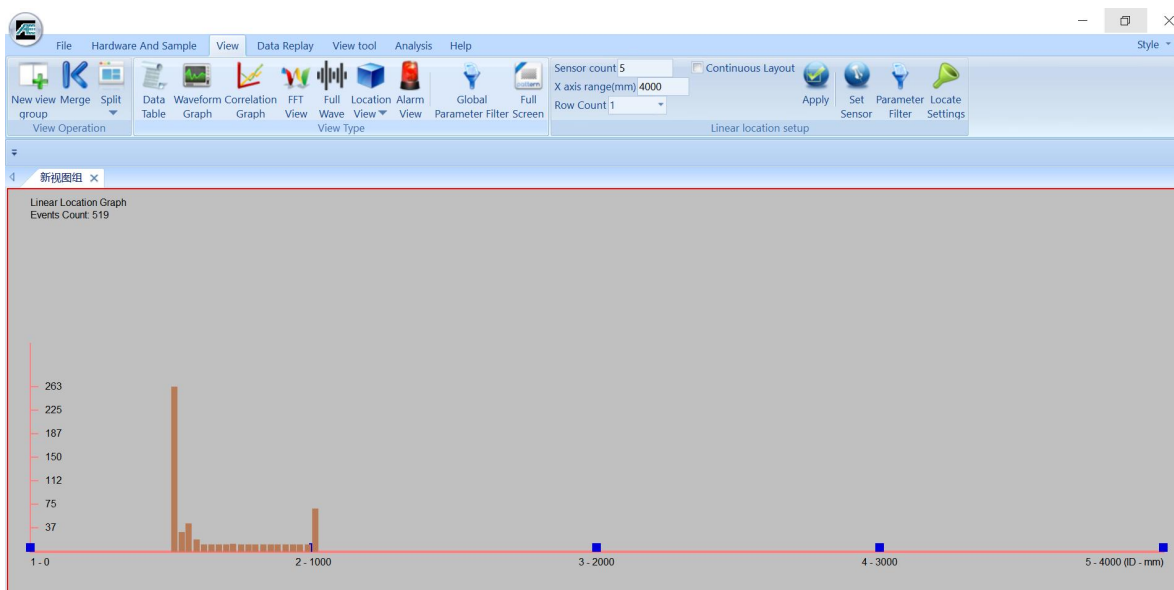 File Hardware And Sample View Data Replay View tool Analysis Help Style
New view group Merge Split
View Operation
Data Table Waveform Graph Correlation Graph FFT View Full Wave Location View Alarm View Global Parameter Filter Full Screen
View Type
Sensor count 5
X axis range(mm) 4000
Row Count 1
Continuous Layout
Apply Set Sensor Parameter Filter Locate Settings
Linear location setup
新视图组
Linear Location Graph
Events Count: 519
263
225
187
150
112
75
37
1 - 0 2 - 1000 3 - 2000 4 - 3000 5 - 4000 (ID - mm)